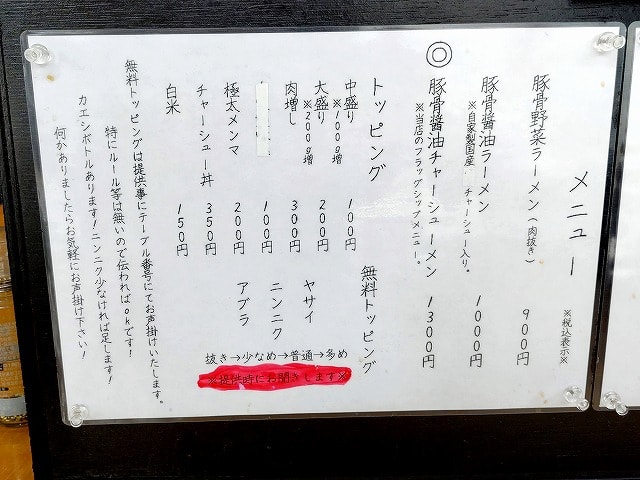 メニュー
※税込表示※
豚骨野菜ラーメン（肉抜き） 900円
豚骨醤油ラーメン 1000円
※自家製国産、チャーシュー入り。
◎豚骨醤油チャーシューメン 1300円
※当店のフラッグシップメニュー。
トッピング
中盛り 100円
※100g増
大盛り 200円
※200g増
肉増し 300円
100円
極太メンマ 200円
チャーシュー丼 350円
白米 150円
無料トッピング
ヤサイ
ニンニク
アブラ
抜き→少なめ→普通→多め
※提供時にお聞きします※
無料トッピングは提供番にテーブル番号にてお声掛けいたします。
特にルール等は無いので伝わればokです！
カエシボトルあります！ニンニク少なければ足します！
何かありましたらお気軽にお声掛け下さい！